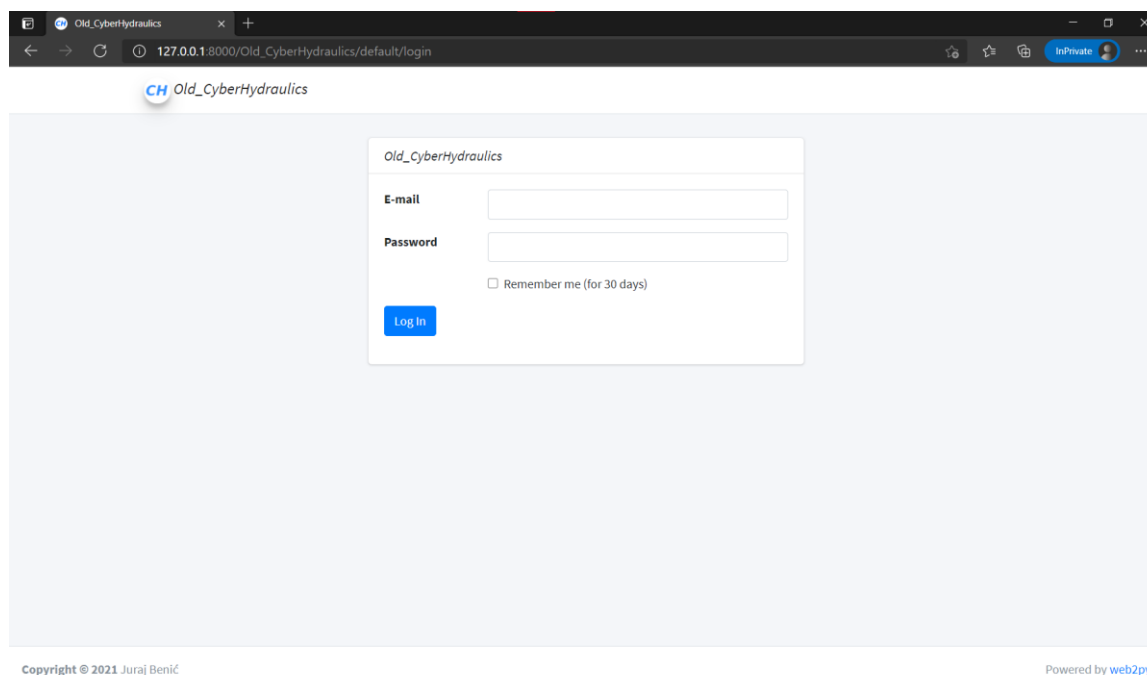 CH Old_CyberHydraulics
127.0.0.1:8000/Old_CyberHydraulics/default/login
InPrivate
CH Old_CyberHydraulics
Old_CyberHydraulics
E-mail
Password
Remember me (for 30 days)
Log In
Copyright © 2021 Juraj Benić
Powered by